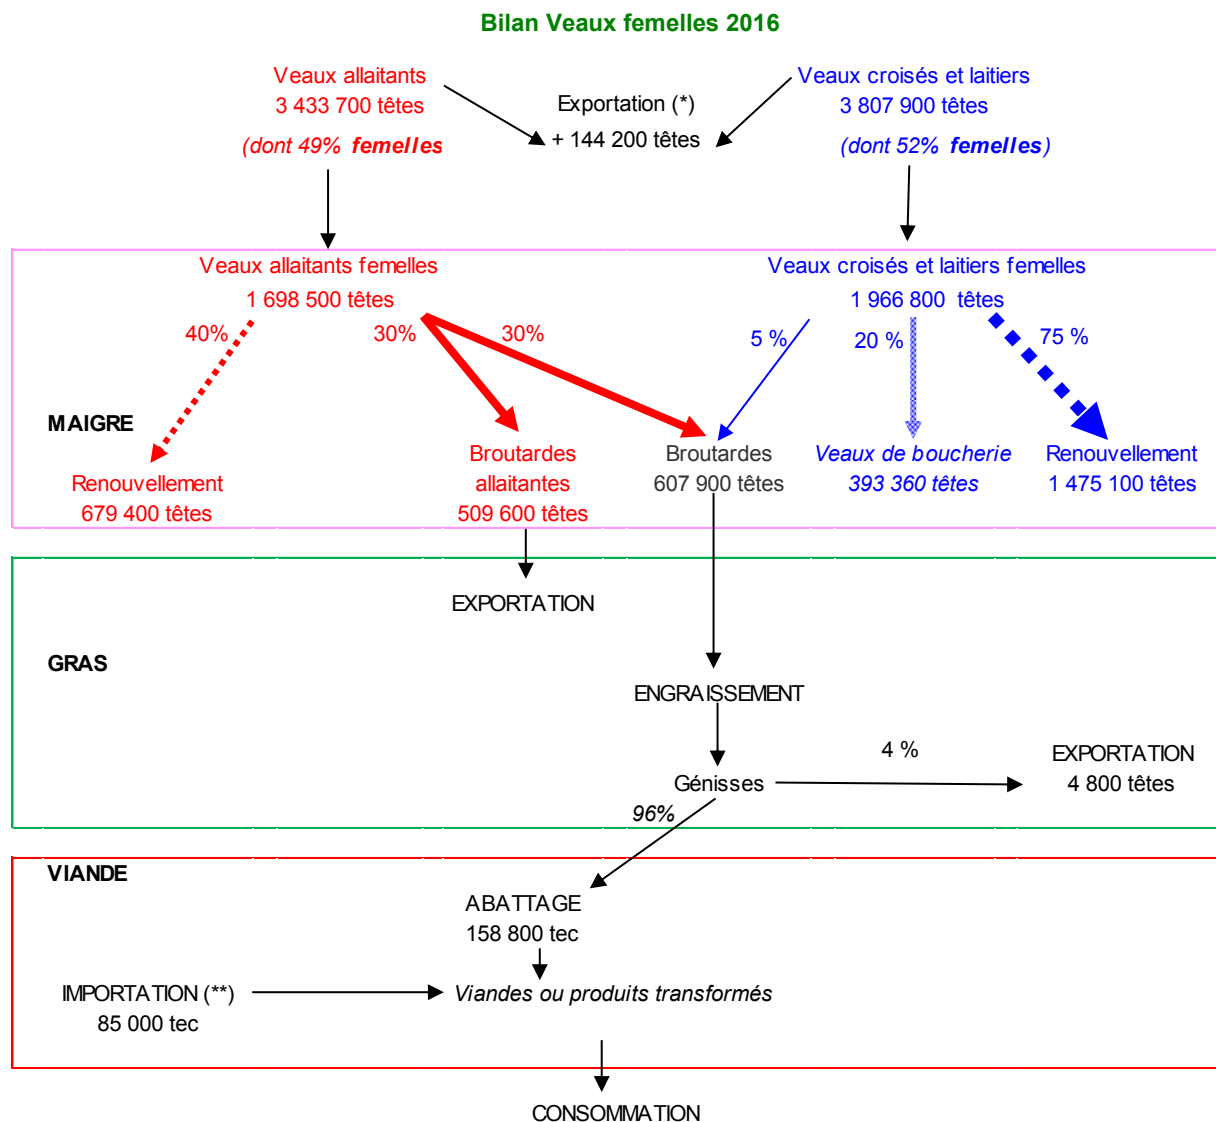 Bilan Veaux femelles 2016
Veaux allaitants
3 433 700 têtes
(dont 49% femelles
Exportation (*)
+ 144 200 têtes
Veaux croisés et laitiers
3 807 900 têtes
(dont 52% femelles)
Veaux allaitants femelles
1 698 500 têtes
Veaux croisés et laitiers femelles
1 966 800 têtes
40%
30%
30%
5 %
20 %
75 %
MAIGRE
Renouvellement
679 400 têtes
Broutardes
allaitantes
509 600 têtes
Broutardes
607 900 têtes
Veaux de boucherie
393 360 têtes
Renouvellement
1 475 100 têtes
EXPORTATION
GRAS
ENGRAISSEMENT
Génisses
4 %
EXPORTATION
4 800 têtes
96%
VIANDE
ABATTAGE
158 800 tec
IMPORTATION (**)
85 000 tec
Viandes ou produits transformés
CONSOMMATION